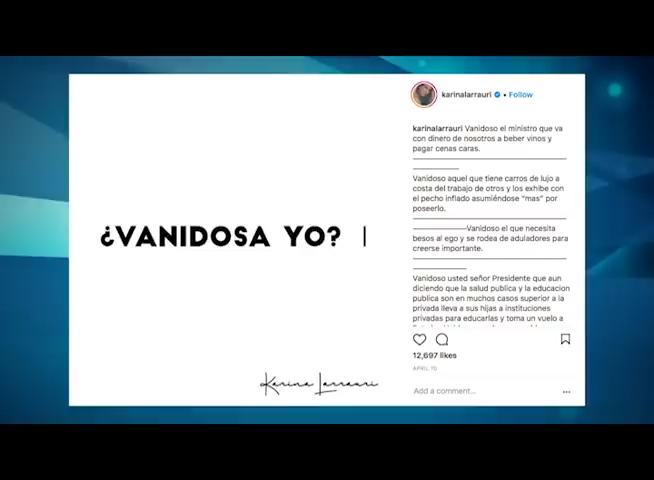 karinalarrauri • Follow
karinalarrauri Vanidoso el ministro que va
con dinero de nosotros a beber vinos y
pagar cenas caras.
Vanidoso aquel que tiene carros de lujo a
costa del trabajo de otros y los exhibe con
el pecho inflado asumiéndose "mas" por
poseerlo.
Vanidoso el que necesita
besos al ego y se rodea de aduladores para
creerse importante.
Vanidoso usted señor Presidente que aun
diciendo que la salud publica y la educacion
publica son en muchos casos superior a la
privada lleva a sus hijas a instituciones
privadas para educarlas y toma un vuelo a
¿VANIDOSA YO? |
Karina Larrauri
12,697 likes
APRIL 10
Add a comment...